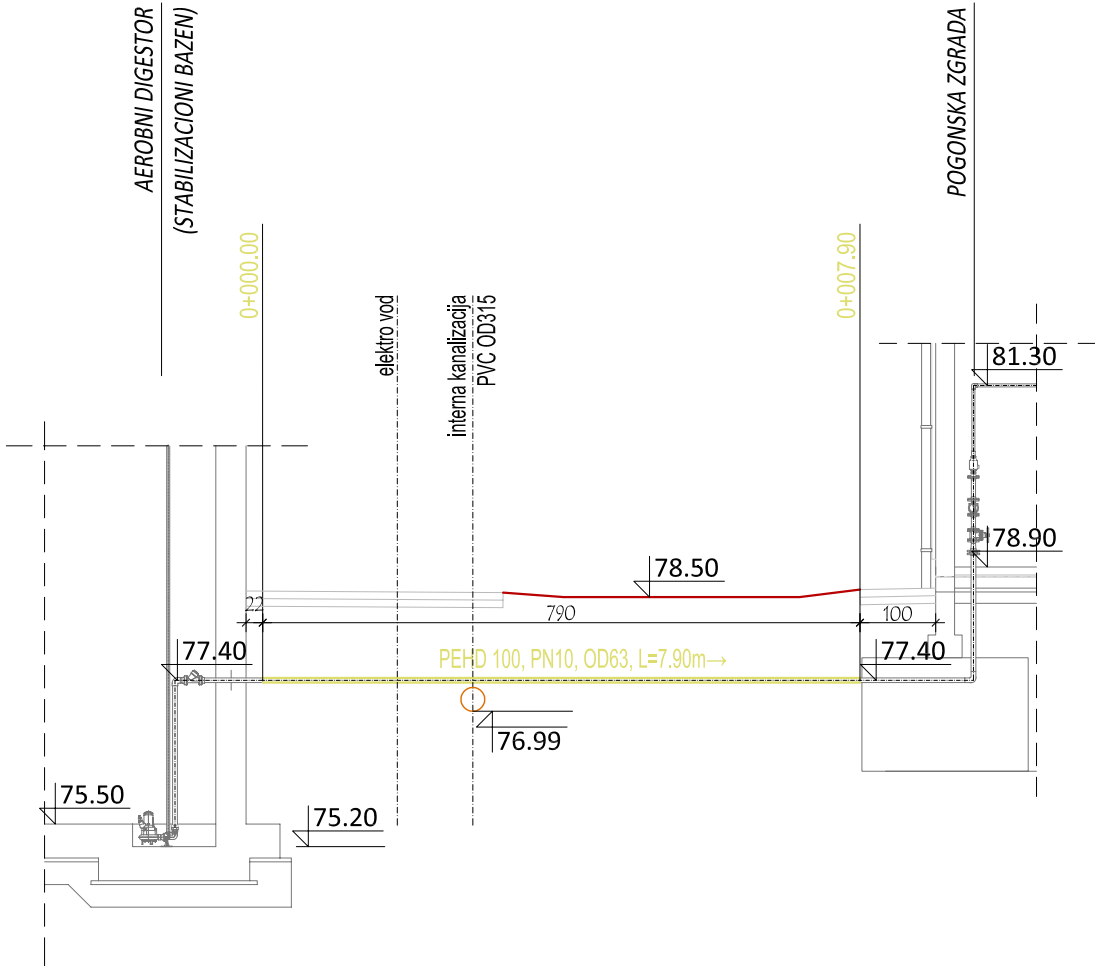 AEROBNI DIGESTOR
(STABILIZACIONI BAZEN)
POGONSKA ZGRADA
0+000.00
0+007.90
elektro vod
interna kanalizacija
PVC OD315
81.30
78.90
78.50
22
790
100
77.40
PEHD 100, PN10, OD63, L=7.90m→
77.40
76.99
75.50
75.20